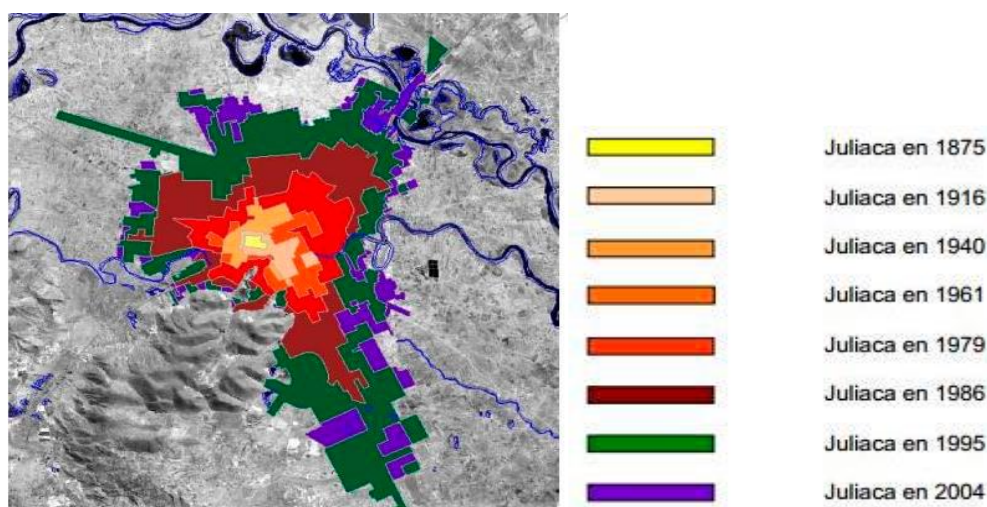 Juliaca en 1875
Juliaca en 1916
Juliaca en 1940
Juliaca en 1961
Juliaca en 1979
Juliaca en 1986
Juliaca en 1995
Juliaca en 2004